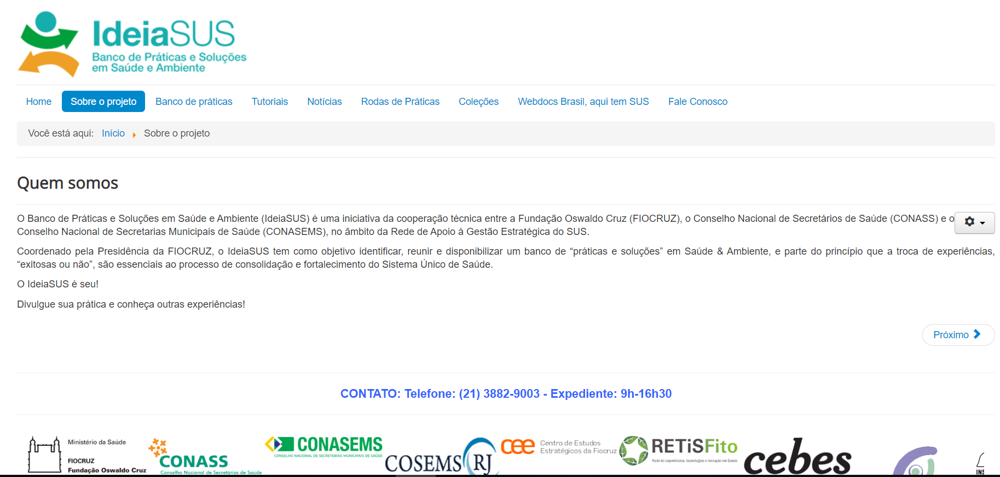 IdeiaSUS
Banco de Práticas e Soluções
em Saúde e Ambiente
Home Sobre o projeto Banco de práticas Tutoriais Notícias Rodas de Práticas Coleções Webdocs Brasil, aqui tem SUS Fale Conosco
Você está aqui: Início Sobre o projeto
Quem somos
O Banco de Práticas e Soluções em Saúde e Ambiente (IdeiaSUS) é uma iniciativa da cooperação técnica entre a Fundação Oswaldo Cruz (FIOCRUZ), o Conselho Nacional de Secretários de Saúde (CONASS) e o
Conselho Nacional de Secretarias Municipais de Saúde (CONASEMS), no âmbito da Rede de Apoio à Gestão Estratégica do SUS.
Coordenado pela Presidência da FIOCRUZ, o IdeiaSUS tem como objetivo identificar, reunir e disponibilizar um banco de “práticas e soluções” em Saúde & Ambiente, e parte do princípio que a troca de experiências,
“exitosas ou não”, são essenciais ao processo de consolidação e fortalecimento do Sistema Único de Saúde.
O IdeiaSUS é seu!
Divulgue sua prática e conheça outras experiências!
Próximo
CONTATO: Telefone: (21) 3882-9003 - Expediente: 9h-16h30
Ministério da Saúde
FIOCRUZ
Fundação Oswaldo Cruz
CONASS
Conselho Nacional de Secretários de Saúde
CONASEMS
CONSELHO NACIONAL DE SECRETARIAS MUNICIPAIS DE SAÚDE
COSEMS RJ
cee
Centro de Estudos
Estratégicos da Fiocruz
RETiSFito
Rede de experiências, tecnologias e inovação em Saúde
cebes